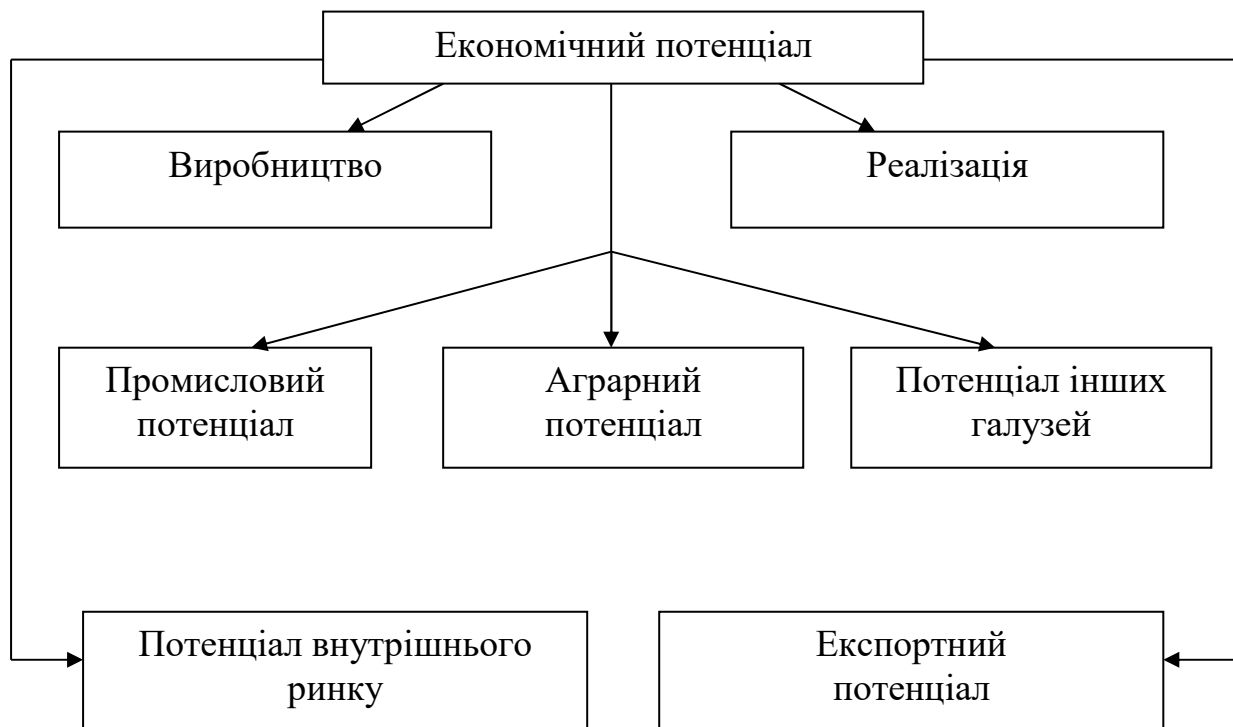 Економічний потенціал
Виробництво
Реалізація
Промисловий
потенціал
Аграрний
потенціал
Потенціал інших
галузей
Потенціал внутрішнього
ринку
Експортний
потенціал